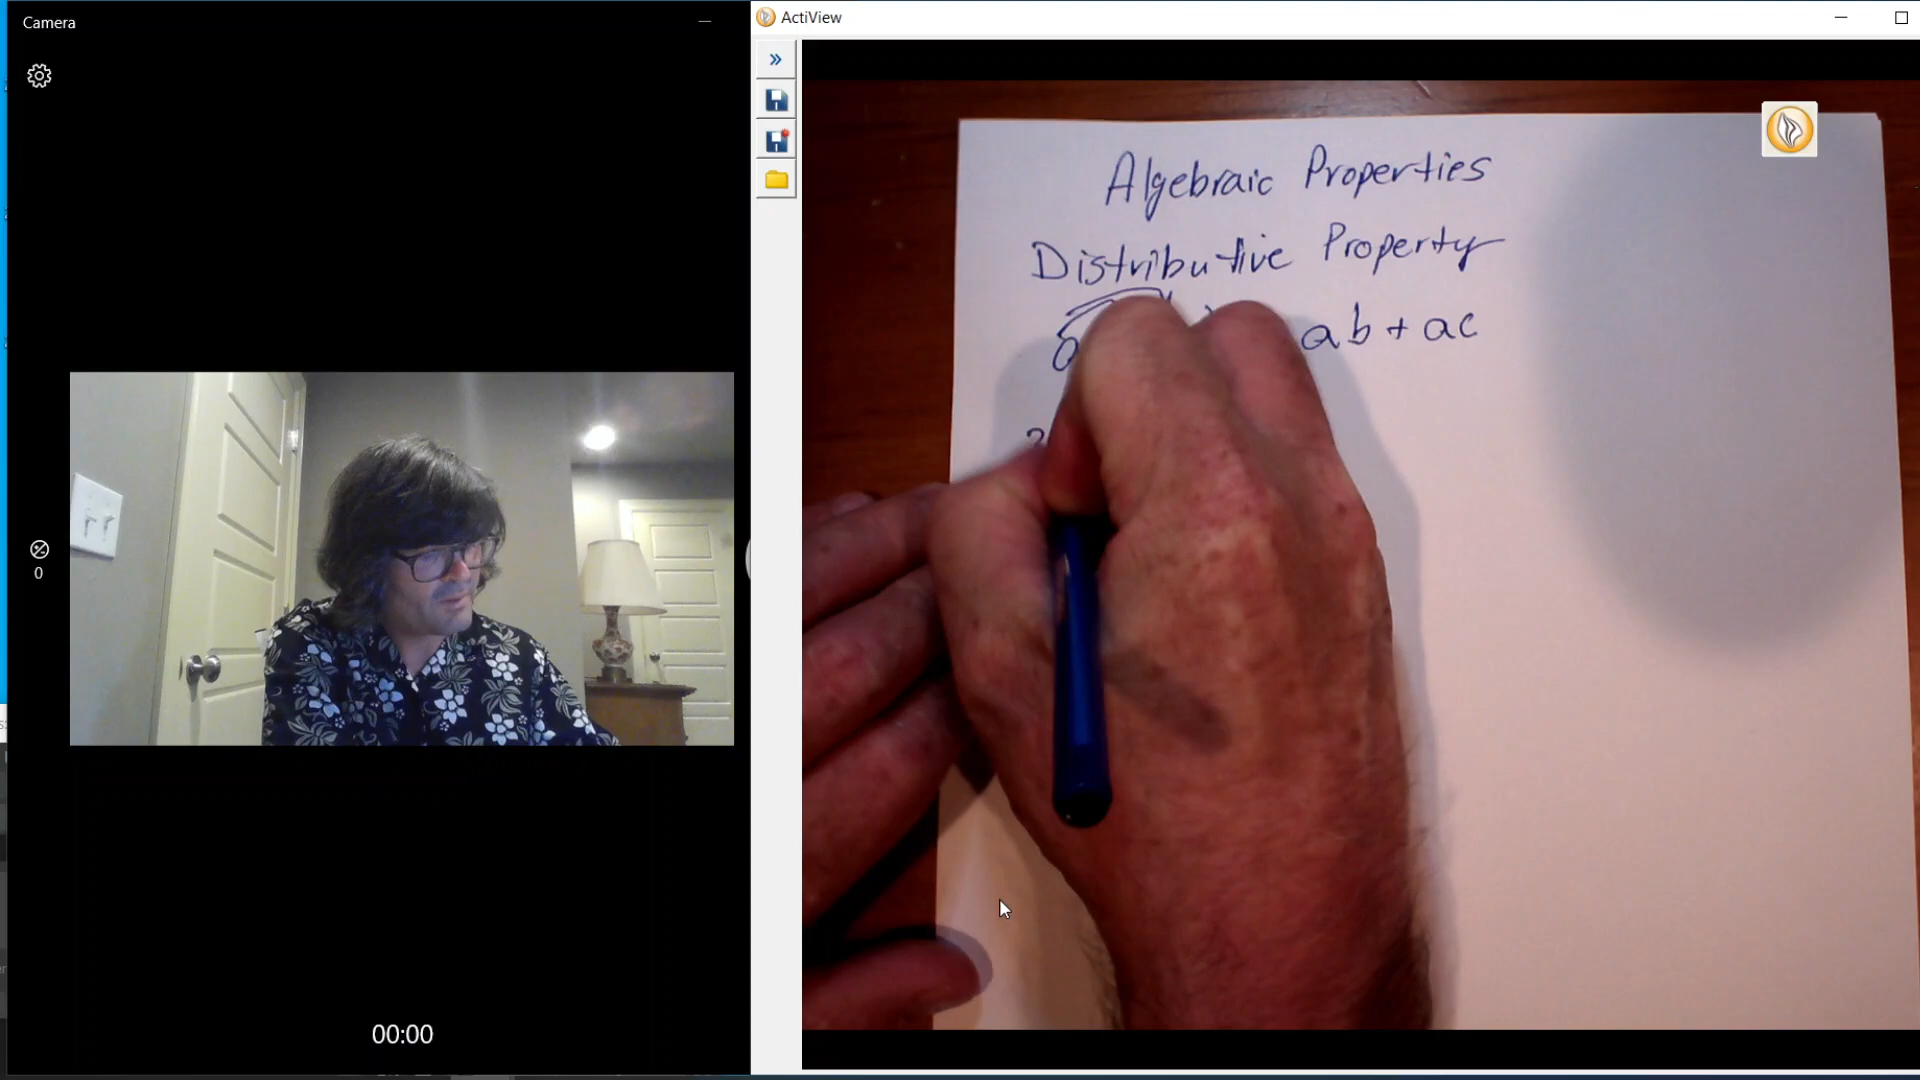 Camera
ActiView
»
0
00:00
Algebraic Properties
Distributive Property
a ab + ac